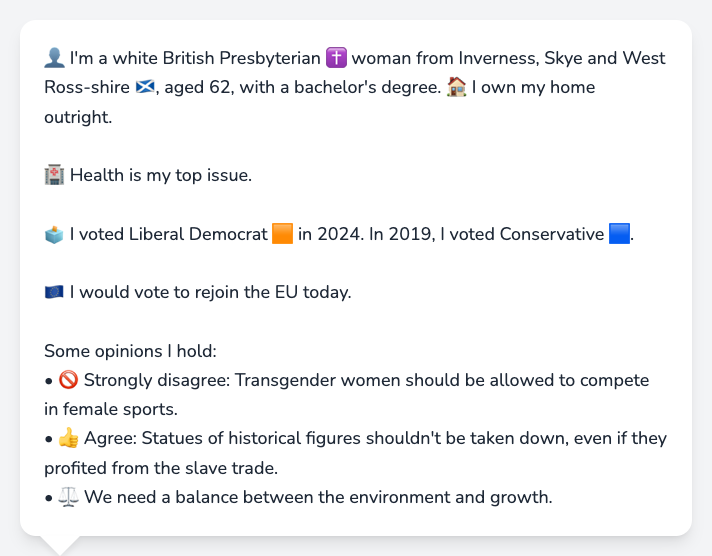 👤 I'm a white British Presbyterian ✝️ woman from Inverness, Skye and West
Ross-shire 🏴󠁧󠁢󠁳󠁣󠁴󠁿, aged 62, with a bachelor's degree. 🏠 I own my home
outright.
🏥 Health is my top issue.
🗳️ I voted Liberal Democrat 🟧 in 2024. In 2019, I voted Conservative 🟦.
🇪🇺 I would vote to rejoin the EU today.
Some opinions I hold:
• 🚫 Strongly disagree: Transgender women should be allowed to compete
in female sports.
• 👍 Agree: Statues of historical figures shouldn't be taken down, even if they
profited from the slave trade.
• ⚖️ We need a balance between the environment and growth.